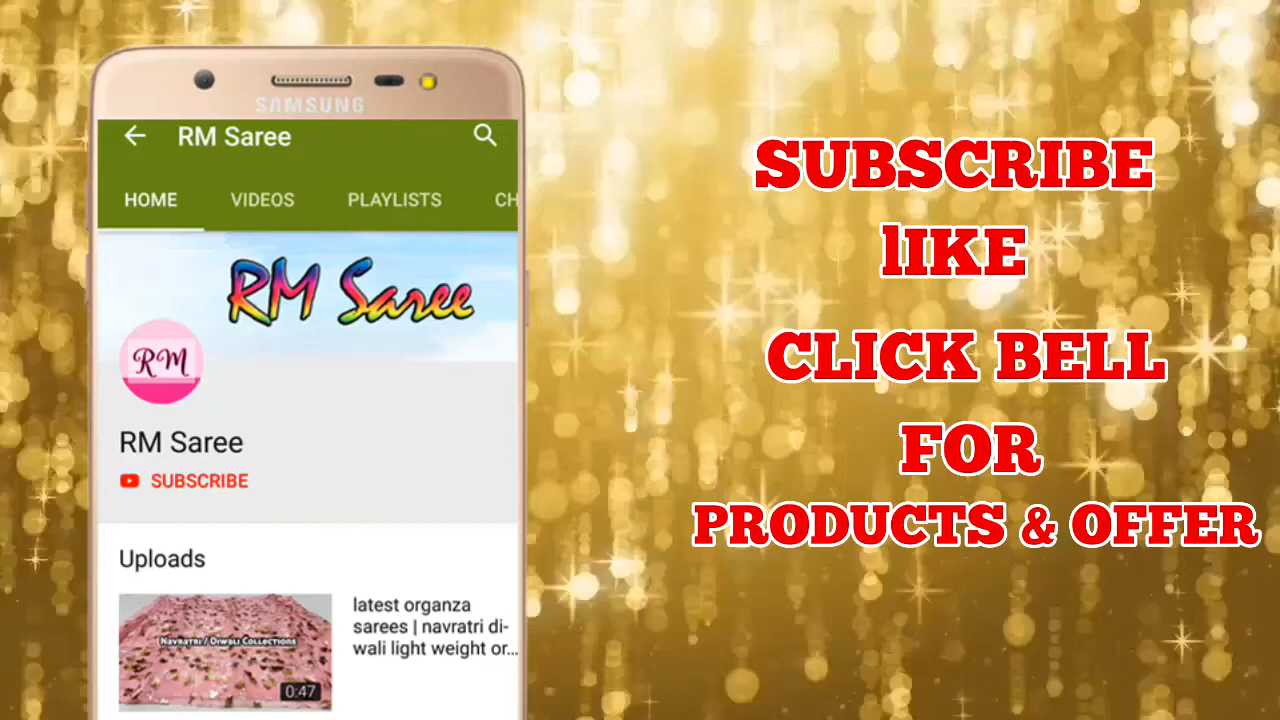 SAMSUNG
RM Saree
HOME VIDEOS PLAYLISTS CH
RM Saree
RM
RM Saree
SUBSCRIBE
Uploads
NAVRATRI / DIWALI COLLECTIONS
0:47
latest organza
sarees | navratri di-
wali light weight or...
SUBSCRIBE
lIKE
CLICK BELL
FOR
PRODUCTS & OFFER